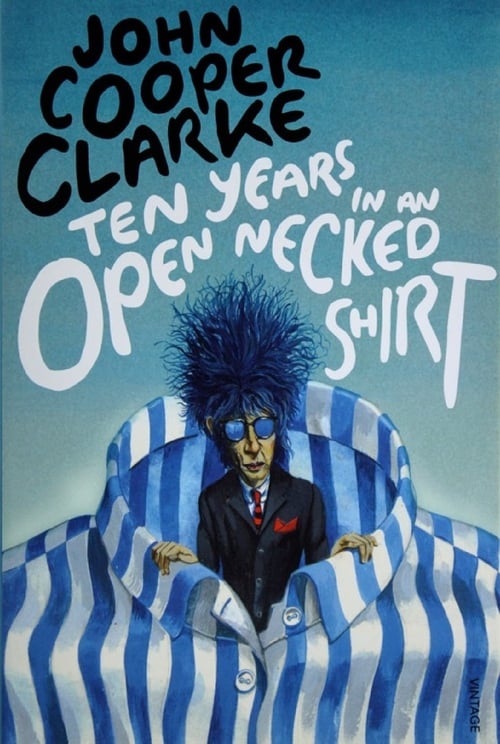 JOHN
COOPER
CLARKE
TEN YEARS
IN AN
OPEN NECKED
SHIRT
VINTAGE